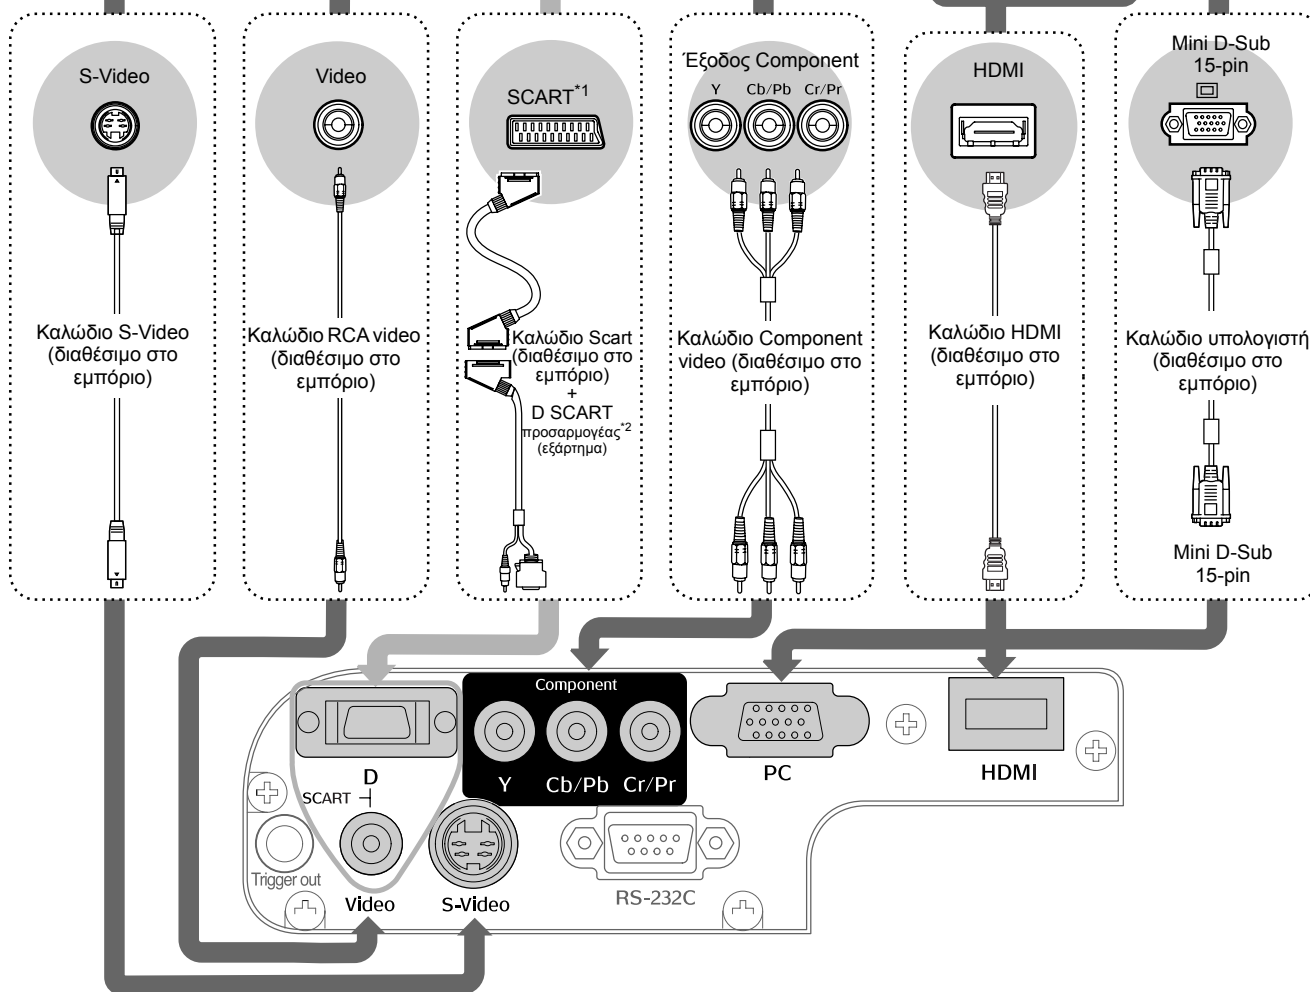 S-Video
Καλώδιο S-Video
(διαθέσιμο στο
εμπόριο)
Video
Καλώδιο RCA video
(διαθέσιμο στο
εμπόριο)
SCART*1
Καλώδιο Scart
(διαθέσιμο στο
εμπόριο)
+
D SCART
προσαρμογέας*2
(εξάρτημα)
Έξοδος Component
Y Cb/Pb Cr/Pr
Καλώδιο Component
video (διαθέσιμο στο
εμπόριο)
HDMI
Καλώδιο HDMI
(διαθέσιμο στο
εμπόριο)
Mini D-Sub
15-pin
Καλώδιο υπολογιστή
(διαθέσιμο στο
εμπόριο)
Mini D-Sub
15-pin
Component
Y Cb/Pb Cr/Pr
D
SCART
PC
HDMI
Trigger out
Video
S-Video
RS-232C